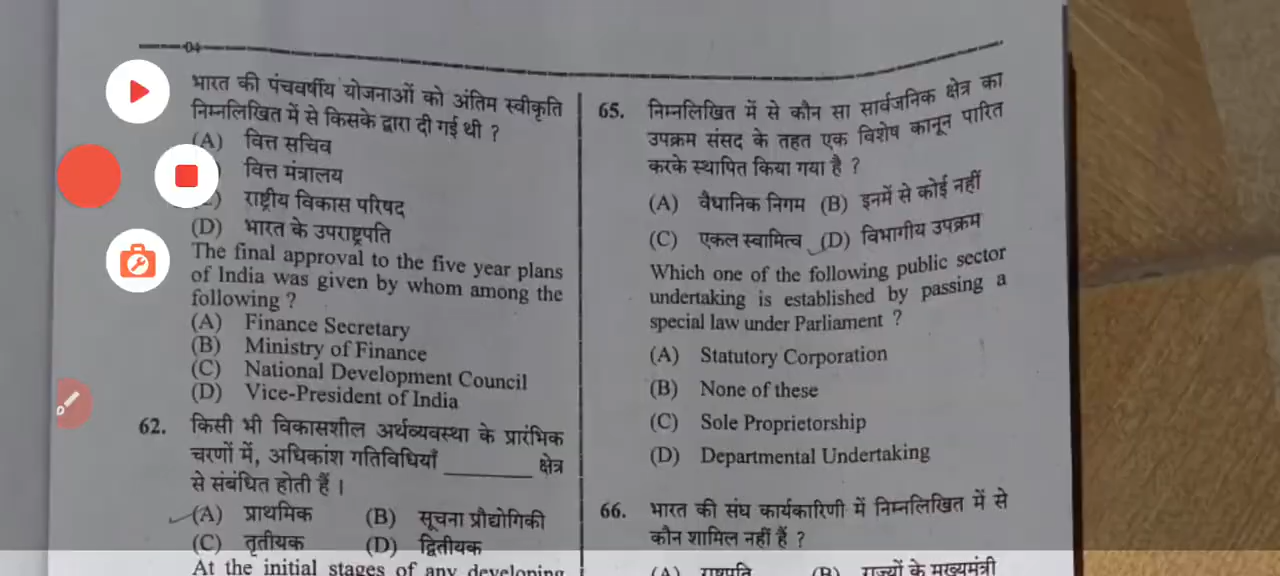 04
भारत की पंचवर्षीय योजनाओं को अंतिम स्वीकृति
निम्नलिखित में से किसके द्वारा दी गई थी ?
(A) वित्त सचिव
वित्त मंत्रालय
राष्ट्रीय विकास परिषद
(D) भारत के उपराष्ट्रपति
The final approval to the five year plans
of India was given by whom among the
following ?
(A) Finance Secretary
(B) Ministry of Finance
(C) National Development Council
(D) Vice-President of India
62. किसी भी विकासशील अर्थव्यवस्था के प्रारंभिक
चरणों में, अधिकांश गतिविधियाँ ________ क्षेत्र
से संबंधित होती हैं ।
(A) प्राथमिक (B) सूचना प्रौद्योगिकी
(C) तृतीयक (D) द्वितीयक
At the initial stages of any developing
65. निम्नलिखित में से कौन सा सार्वजनिक क्षेत्र का
उपक्रम संसद के तहत एक विशेष कानून पारित
करके स्थापित किया गया है ?
(A) वैधानिक निगम (B) इनमें से कोई नहीं
(C) एकल स्वामित्व (D) विभागीय उपक्रम
Which one of the following public sector
undertaking is established by passing a
special law under Parliament ?
(A) Statutory Corporation
(B) None of these
(C) Sole Proprietorship
(D) Departmental Undertaking
66. भारत की संघ कार्यकारिणी में निम्नलिखित में से
कौन शामिल नहीं हैं ?
(A) राष्ट्रपति (B) राज्यों के मुख्यमंत्री